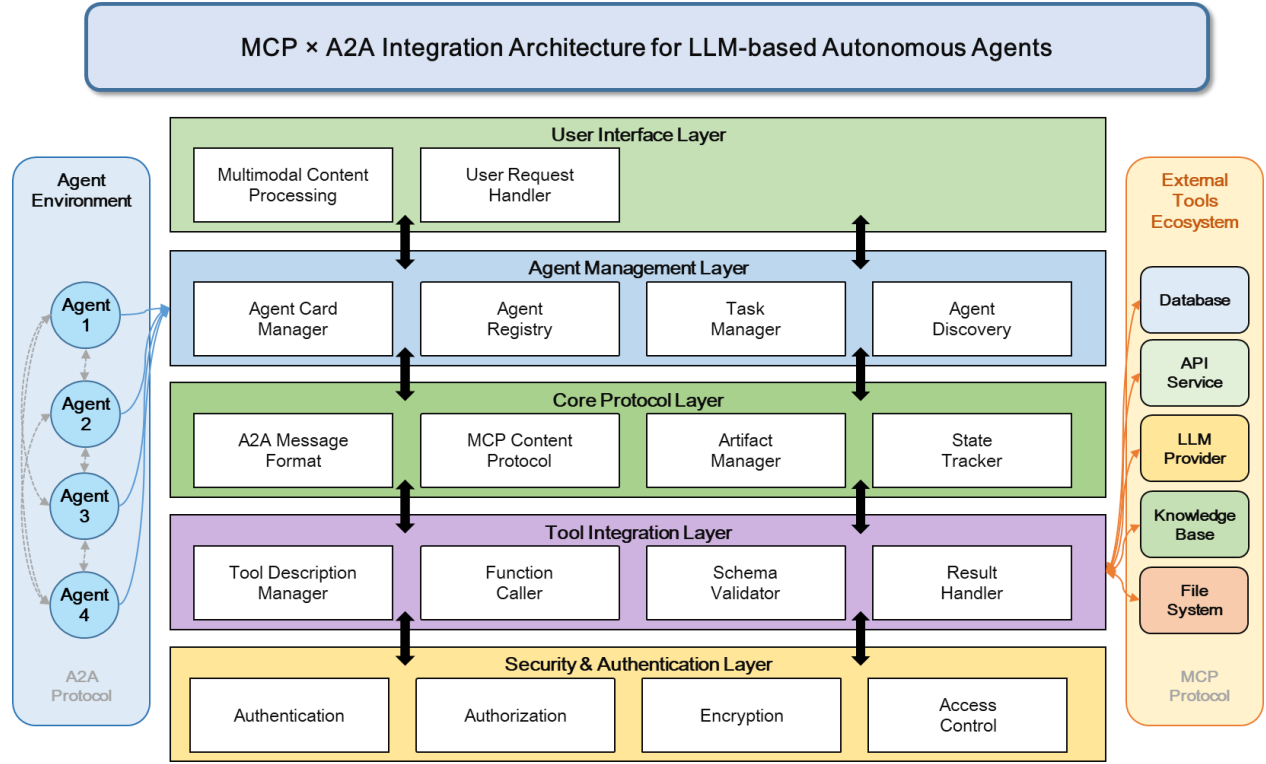 MCP × A2A Integration Architecture for LLM-based Autonomous Agents
Agent
Environment
Agent
1
Agent
2
Agent
3
Agent
4
A2A
Protocol
User Interface Layer
Multimodal Content
Processing
User Request
Handler
Agent Management Layer
Agent Card
Manager
Agent
Registry
Task
Manager
Agent
Discovery
Core Protocol Layer
A2A Message
Format
MCP Content
Protocol
Artifact
Manager
State
Tracker
Tool Integration Layer
Tool Description
Manager
Function
Caller
Schema
Validator
Result
Handler
Security & Authentication Layer
Authentication
Authorization
Encryption
Access
Control
External
Tools
Ecosystem
Database
API
Service
LLM
Provider
Knowledge
Base
File
System
MCP
Protocol